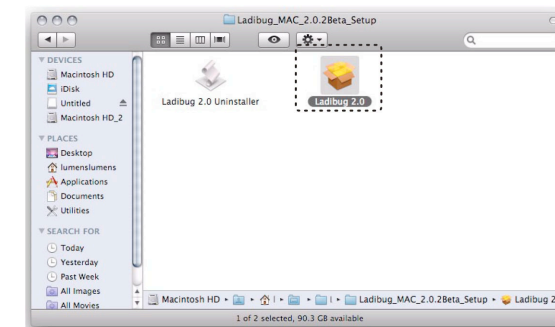 Ladibug_MAC_2.0.2Beta_Setup
DEVICES
Macintosh HD
iDisk
Untitled
Macintosh HD_2
PLACES
Desktop
lumenslumens
Applications
Documents
Utilities
SEARCH FOR
Today
Yesterday
Past Week
All Images
All Movies
Ladibug 2.0 Uninstaller
Ladibug 2.0
Macintosh HD ▸ ▸ l ▸ ▸ l ▸ Ladibug_MAC_2.0.2Beta_Setup ▸ Ladibug 2
1 of 2 selected, 90.3 GB available